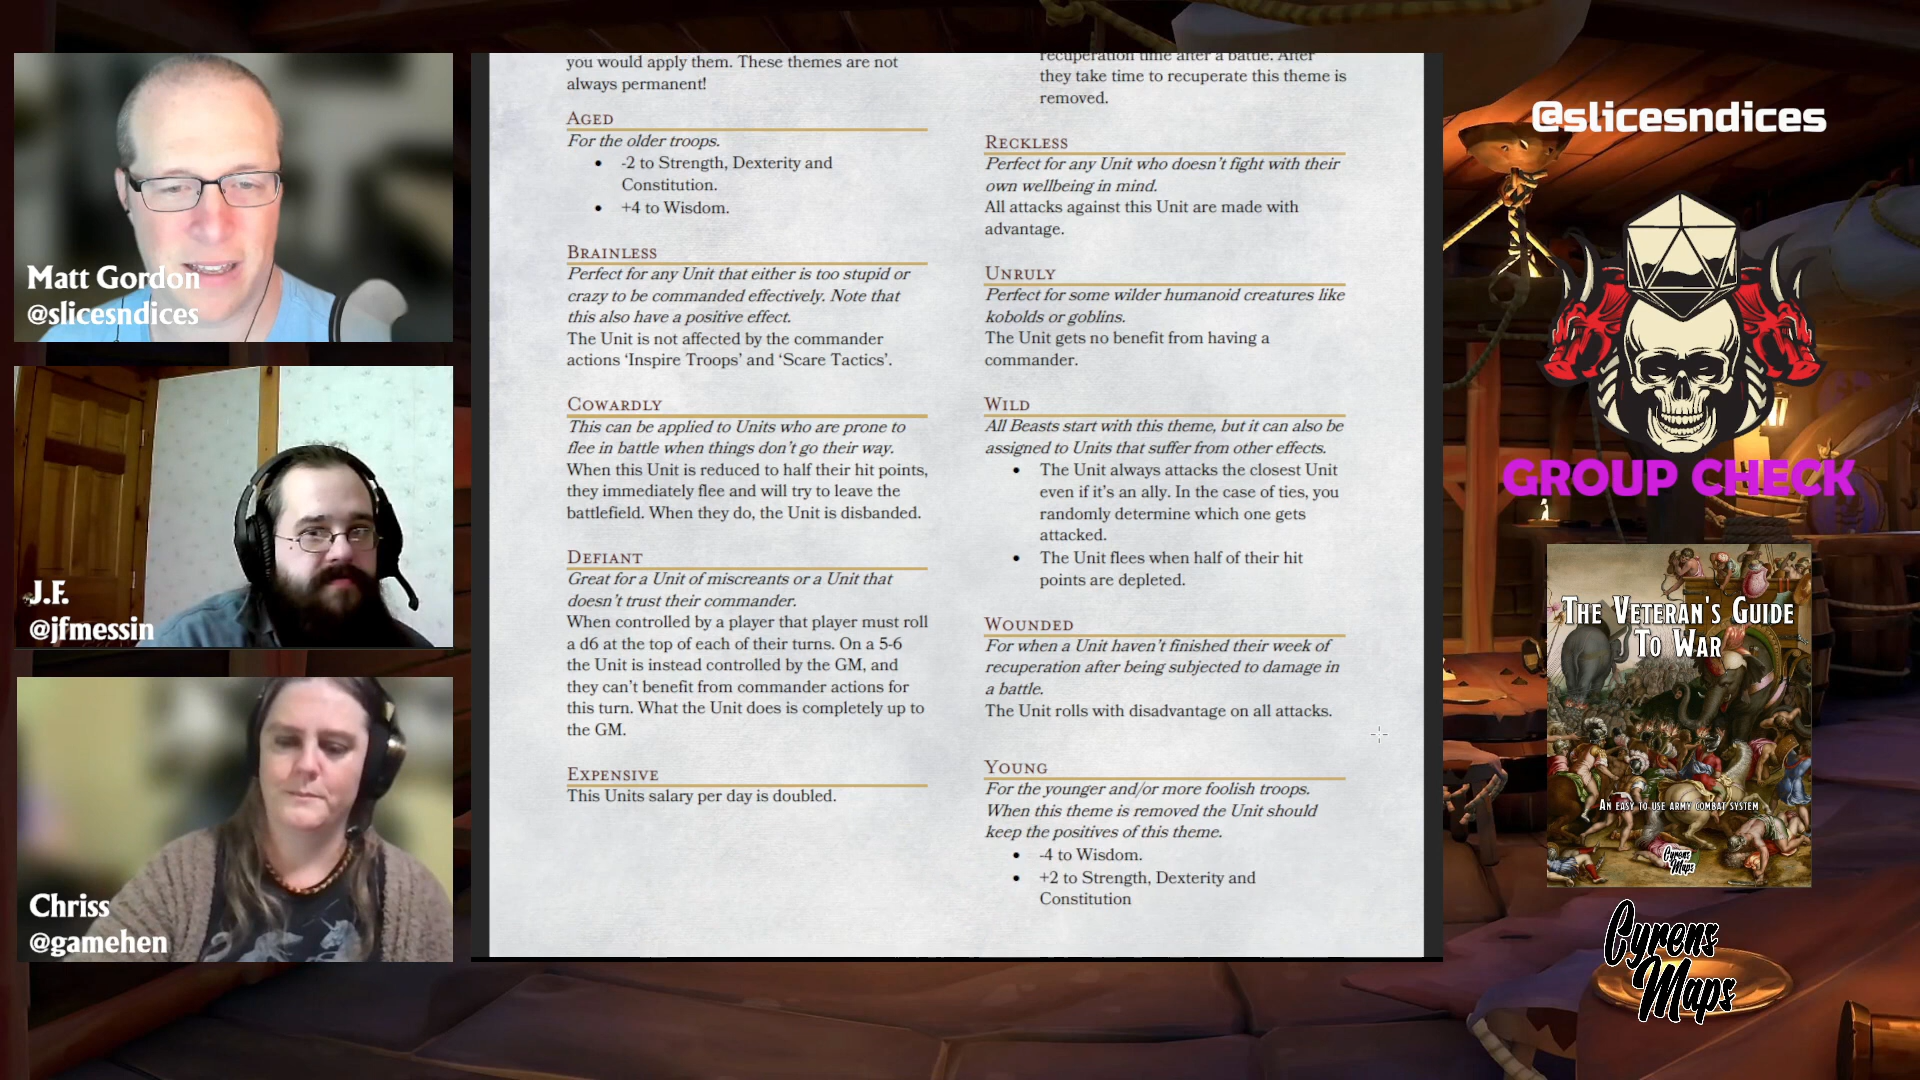 Matt Gordon
@slicesndices
J.F.
@jfmessin
Chriss
@gamehen
you would apply them. These themes are not
always permanent!
AGED
For the older troops.
• -2 to Strength, Dexterity and
Constitution.
• +4 to Wisdom.
BRAINLESS
Perfect for any Unit that either is too stupid or
crazy to be commanded effectively. Note that
this also have a positive effect.
The Unit is not affected by the commander
actions ‘Inspire Troops’ and ‘Scare Tactics’.
COWARDLY
This can be applied to Units who are prone to
flee in battle when things don’t go their way.
When this Unit is reduced to half their hit points,
they immediately flee and will try to leave the
battlefield. When they do, the Unit is disbanded.
DEFIANT
Great for a Unit of miscreants or a Unit that
doesn’t trust their commander.
When controlled by a player that player must roll
a d6 at the top of each of their turns. On a 5-6
the Unit is instead controlled by the GM, and
they can’t benefit from commander actions for
this turn. What the Unit does is completely up to
the GM.
EXPENSIVE
This Units salary per day is doubled.
recuperation time after a battle. After
they take time to recuperate this theme is
removed.
RECKLESS
Perfect for any Unit who doesn’t fight with their
own wellbeing in mind.
All attacks against this Unit are made with
advantage.
UNRULY
Perfect for some wilder humanoid creatures like
kobolds or goblins.
The Unit gets no benefit from having a
commander.
WILD
All Beasts start with this theme, but it can also be
assigned to Units that suffer from other effects.
• The Unit always attacks the closest Unit
even if it’s an ally. In the case of ties, you
randomly determine which one gets
attacked.
• The Unit flees when half of their hit
points are depleted.
WOUNDED
For when a Unit haven’t finished their week of
recuperation after being subjected to damage in
a battle.
The Unit rolls with disadvantage on all attacks.
YOUNG
For the younger and/or more foolish troops.
When this theme is removed the Unit should
keep the positives of this theme.
• -4 to Wisdom.
• +2 to Strength, Dexterity and
Constitution
@slicesndices
GROUP CHECK
THE VETERAN'S GUIDE
TO WAR
AN EASY TO USE ARMY COMBAT SYSTEM
Cyrens
Maps
Cyrens
Maps